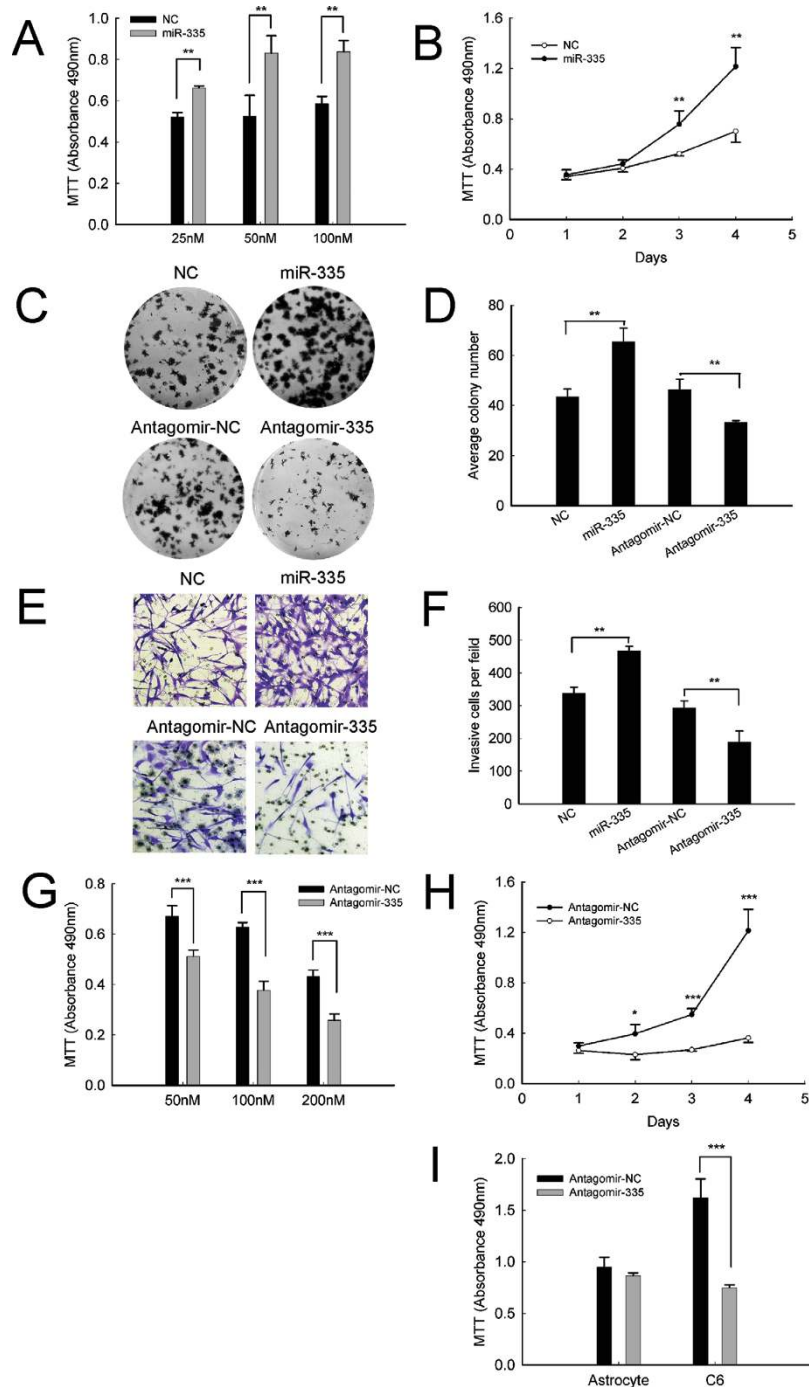 A
MTT (Absorbance 490nm)
1.0
0.8
0.6
0.4
0.2
0.0
NC
miR-335
**
**
**
25nM
50nM
100nM
B
MTT (Absorbance 490nm)
1.6
1.2
0.8
0.4
0.0
NC
miR-335
**
**
0 1 2 3 4 5
Days
C
NC
miR-335
Antagomir-NC
Antagomir-335
D
Average colony number
80
60
40
20
0
**
**
NC
miR-335
Antagomir-NC
Antagomir-335
E
NC
miR-335
Antagomir-NC
Antagomir-335
F
Invasive cells per feild
600
500
400
300
200
100
0
**
**
NC
miR-335
Antagomir-NC
Antagomir-335
G
MTT (Absorbance 490nm)
0.8
0.6
0.4
0.2
0.0
Antagomir-NC
Antagomir-335
***
***
***
50nM
100nM
200nM
H
MTT (Absorbance 490nm)
1.6
1.2
0.8
0.4
0.0
Antagomir-NC
Antagomir-335
*
***
***
0 1 2 3 4 5
Days
I
MTT (Absorbance 490nm)
2.0
1.5
1.0
0.5
0.0
Antagomir-NC
Antagomir-335
***
Astrocyte
C6